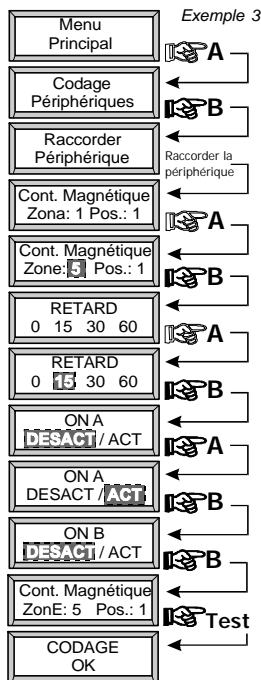 Exemple 3
Menu
Principal
A
Codage
Périphériques
B
Raccorder
Périphérique
Raccorder la
périphérique
Cont. Magnétique
Zona: 1 Pos.: 1
A
Cont. Magnétique
Zone: 5 Pos.: 1
B
RETARD
0 15 30 60
A
RETARD
0 15 30 60
B
ON A
DESACT / ACT
A
ON A
DESACT / ACT
B
ON B
DESACT / ACT
B
Cont. Magnétique
ZonE: 5 Pos.: 1
Test
CODAGE
OK